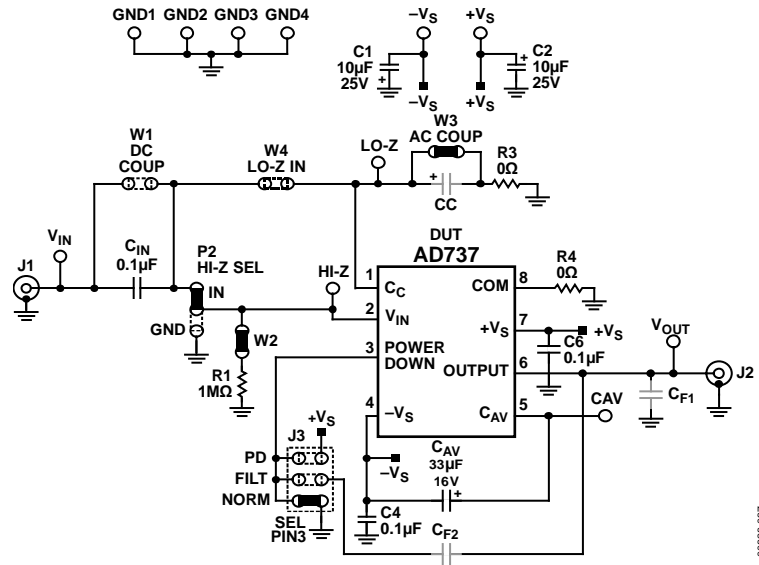 GND1 GND2 GND3 GND4
–VS +VS
C1
10µF
25V
+
C2
10µF
25V
+
–VS +VS
W1
DC
COUP
W4
LO-Z IN
LO-Z
W3
AC COUP
+
CC
R3
0Ω
VIN
J1
CIN
0.1µF
P2
HI-Z SEL
IN
GND
HI-Z
W2
R1
1MΩ
DUT
AD737
1
CC
2
VIN
3
POWER
DOWN
4
–VS
COM
8
+VS
7
OUTPUT
6
CAV
5
R4
0Ω
+VS
C6
0.1µF
VOUT
J2
CF1
CAV
+VS
J3
PD
FILT
NORM
SEL
PIN3
–VS
CAV
33µF
16V
+
C4
0.1µF
CF2